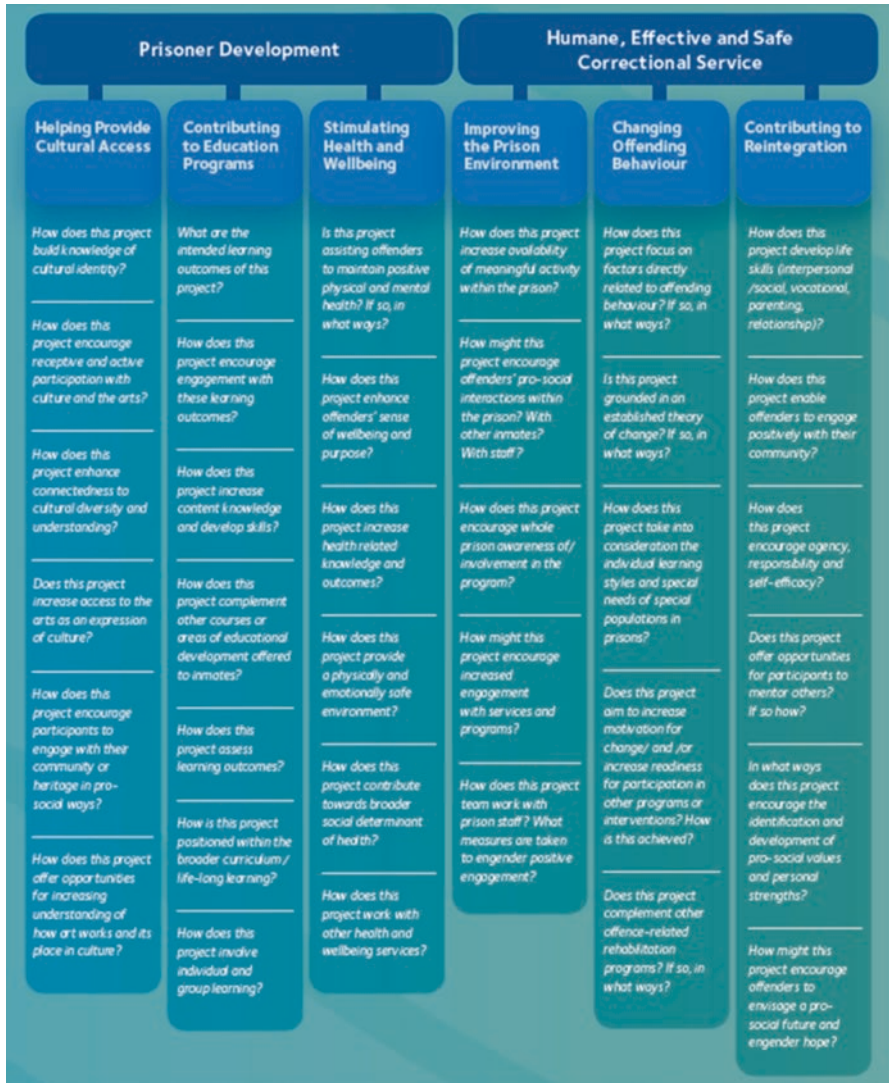 Prisoner Development
Humane, Effective and Safe
Correctional Service
Helping Provide
Cultural Access
How does this project
build knowledge of
cultural identity?
How does this
project encourage
receptive and active
participation with
culture and the arts?
How does this
project enhance
connectedness to
cultural diversity and
understanding?
Does this project
increase access to the
arts as an expression
of culture?
How does this
project encourage
participants to
engage with their
community or
heritage in pro-
social ways?
How does this project
offer opportunities
for increasing
understanding of
how art works and its
place in culture?
Contributing
to Education
Programs
What are the
intended learning
outcomes of this
project?
How does this
project encourage
engagement with
these learning
outcomes?
How does this
project increase
content knowledge
and develop skills?
How does this
project complement
other courses or
areas of educational
development offered
to inmates?
How does this
project assess
learning outcomes?
How is this project
positioned within the
broader curriculum /
life-long learning?
How does this
project involve
individual and
group learning?
Stimulating
Health and
Wellbeing
Is this project
assisting offenders
to maintain positive
physical and mental
health? If so, in
what ways?
How does this
project enhance
offenders' sense
of wellbeing and
purpose?
How does this
project increase
health related
knowledge and
outcomes?
How does this
project provide
a physically and
emotionally safe
environment?
How does this
project contribute
towards broader
social determinant
of health?
How does this
project work with
other health and
wellbeing services?
Improving
the Prison
Environment
How does this project
increase availability
of meaningful activity
within the prison?
How might this
project encourage
offenders' pro-social
interactions within
the prison? With
other inmates?
With staff?
How does this project
encourage whole
prison awareness of/
involvement in the
program?
How might this
project encourage
increased
engagement
with services and
programs?
How does this project
team work with
prison staff? What
measures are taken
to engender positive
engagement?
Changing
Offending
Behaviour
How does this
project focus on
factors directly
related to offending
behaviour? If so, in
what ways?
Is this project
grounded in an
established theory
of change? If so, in
what ways?
How does this
project take into
consideration the
individual learning
styles and special
needs of special
populations in
prisons?
Does this project
aim to increase
motivation for
change/ and /or
increase readiness
for participation in
other programs or
interventions? How
is this achieved?
Does this project
complement other
offence-related
rehabilitation
programs? If so, in
what ways?
Contributing to
Reintegration
How does this
project develop life
skills (interpersonal
/social, vocational,
parenting,
relationship)?
How does this
project enable
offenders to engage
positively with their
community?
How does
this project
encourage agency,
responsibility and
self-efficacy?
Does this project
offer opportunities
for participants to
mentor others?
If so how?
In what ways
does this project
encourage the
identification and
development of
pro-social values
and personal
strengths?
How might this
project encourage
offenders to
envisage a pro-
social future and
engender hope?